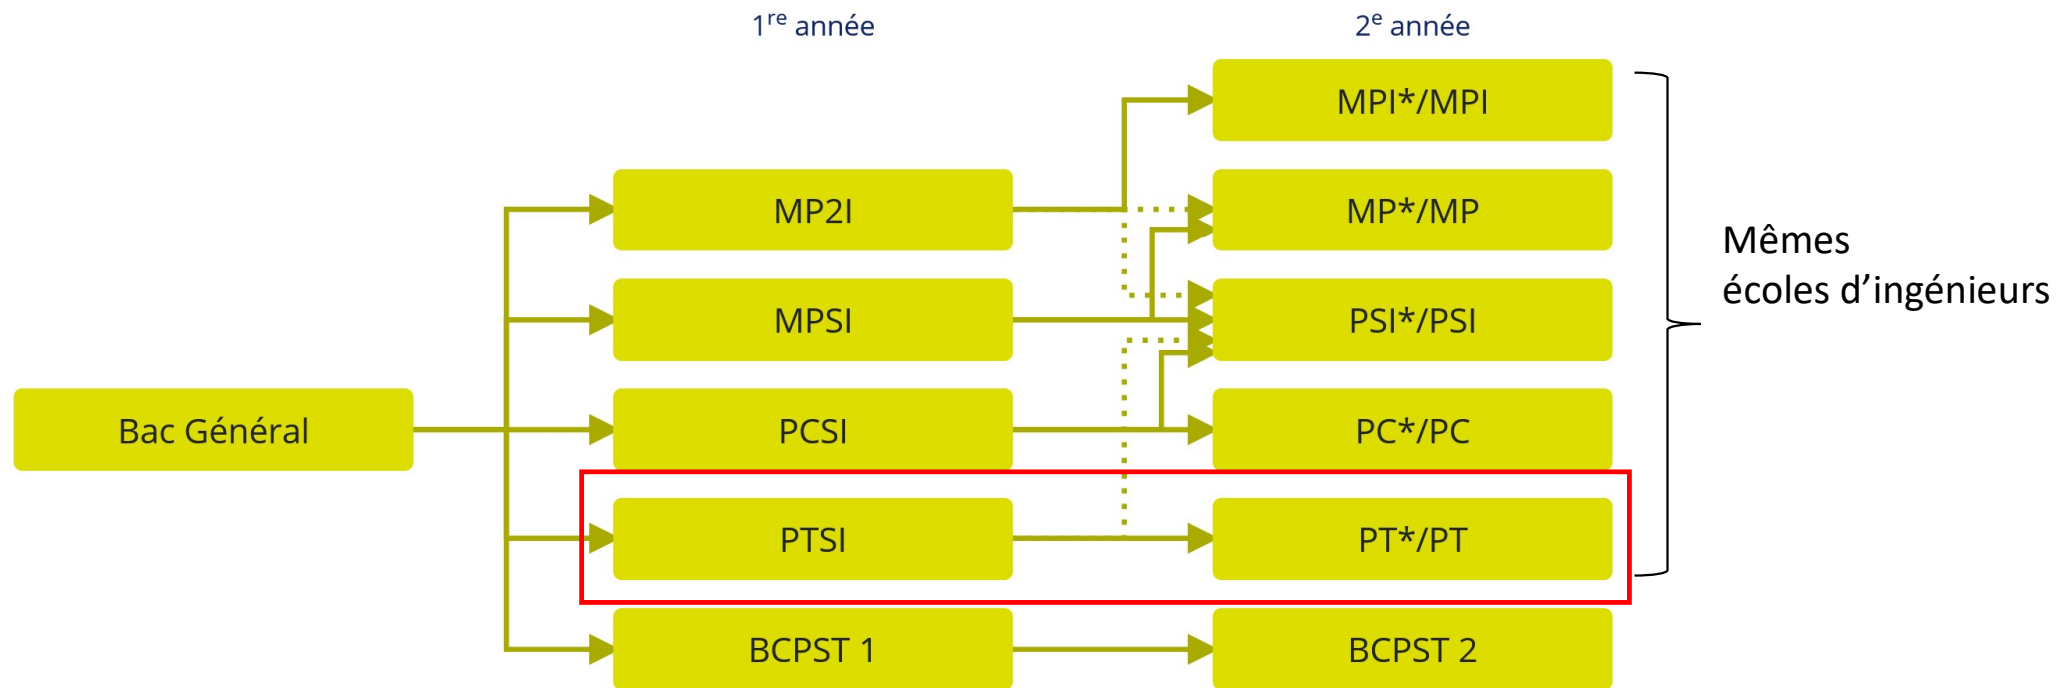 1re année
2e année
MPI*/MPI
MP2I
MP*/MP
Mêmes
écoles d’ingénieurs
MPSI
PSI*/PSI
Bac Général
PCSI
PC*/PC
PTSI
PT*/PT
BCPST 1
BCPST 2